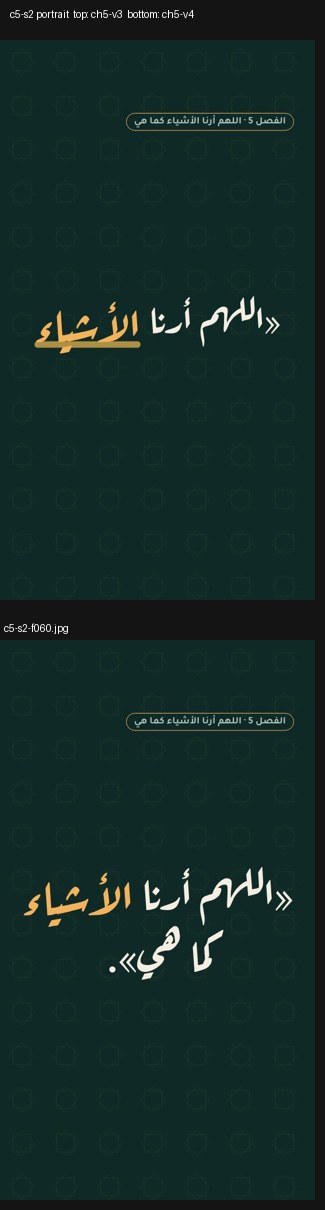 c5-s2 portrait top: ch5-v3 bottom: ch5-v4
الفصل 5 · اللهم أرنا الأشياء كما هي
«اللهم أرنا الأشياء
c5-s2-f060.jpg
الفصل 5 · اللهم أرنا الأشياء كما هي
«اللهم أرنا الأشياء
كما هي».